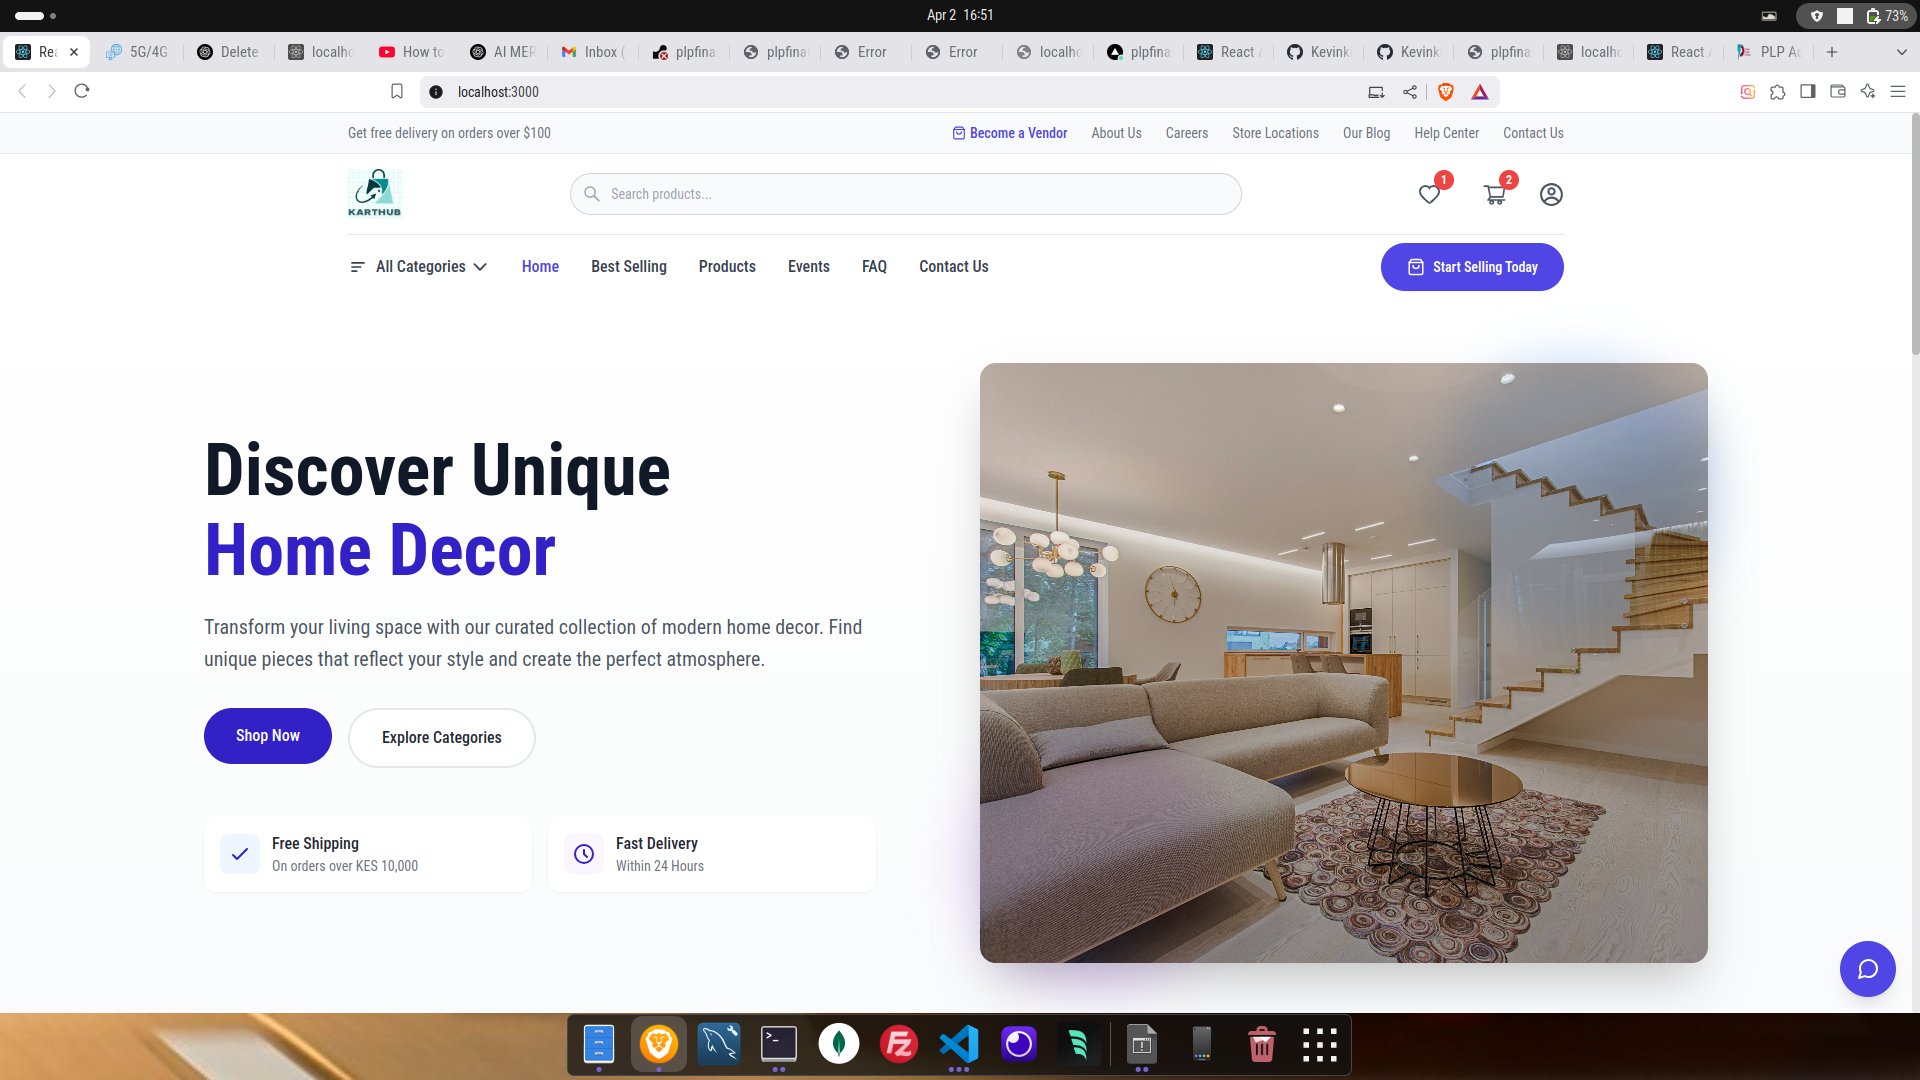 Apr 2 16:51
73%
Rea
5G/4G
Delete
localho
How to
AI MER
Inbox (
plpfina
plpfina
Error
Error
localho
plpfina
React A
Kevink
Kevink
plpfina
localho
React A
PLP Ac
localhost:3000
Get free delivery on orders over $100
Become a Vendor
About Us
Careers
Store Locations
Our Blog
Help Center
Contact Us
KARTHUB
Search products...
1
2
All Categories
Home
Best Selling
Products
Events
FAQ
Contact Us
Start Selling Today
Discover Unique
Home Decor
Transform your living space with our curated collection of modern home decor. Find
unique pieces that reflect your style and create the perfect atmosphere.
Shop Now
Explore Categories
Free Shipping
On orders over KES 10,000
Fast Delivery
Within 24 Hours